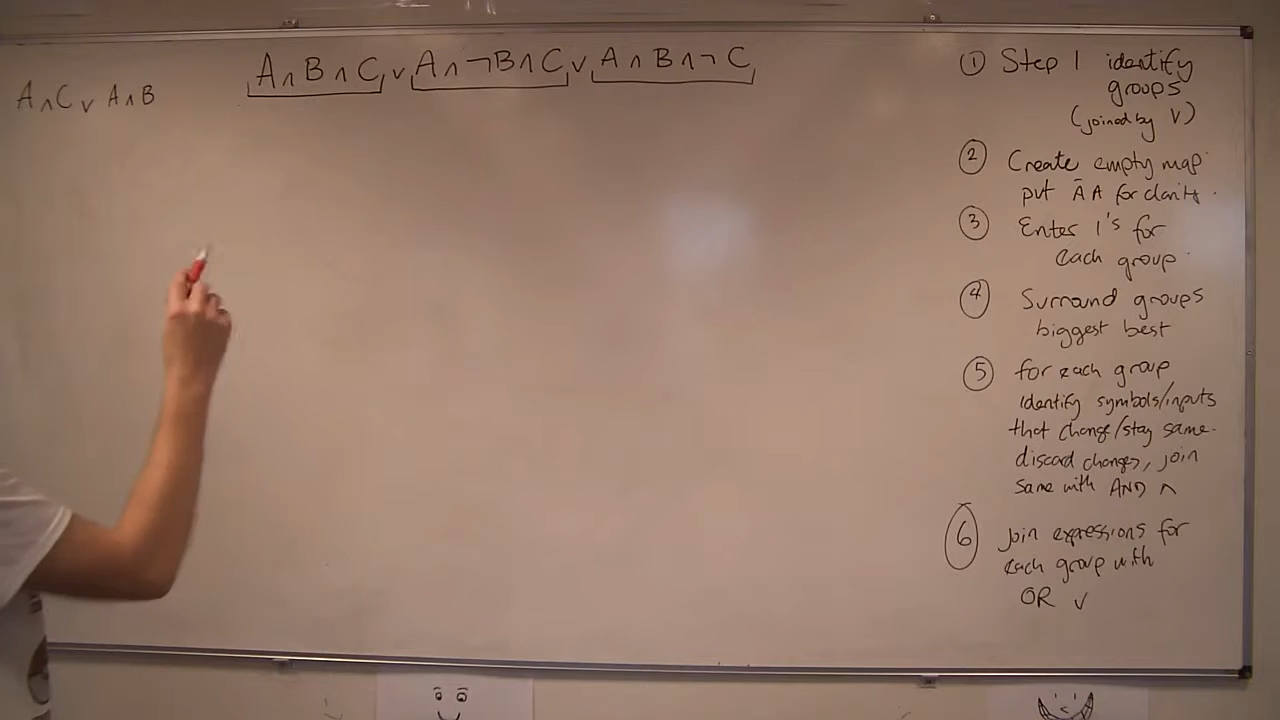 A ∧ B ∧ C ∨ A ∧ ¬B ∧ C ∨ A ∧ B ∧ ¬ C
A ∧ C ∨ A ∧ B
① Step 1 identify
groups
(joined by ∨)
② Create empty map
put Ā A for clarity.
③ Enter 1's for
each group.
④ Surround groups
biggest best
⑤ for each group
identify symbols/inputs
that change/stay same.
discard changes, join
same with AND ∧
⑥ join expressions for
each group with
OR ∨